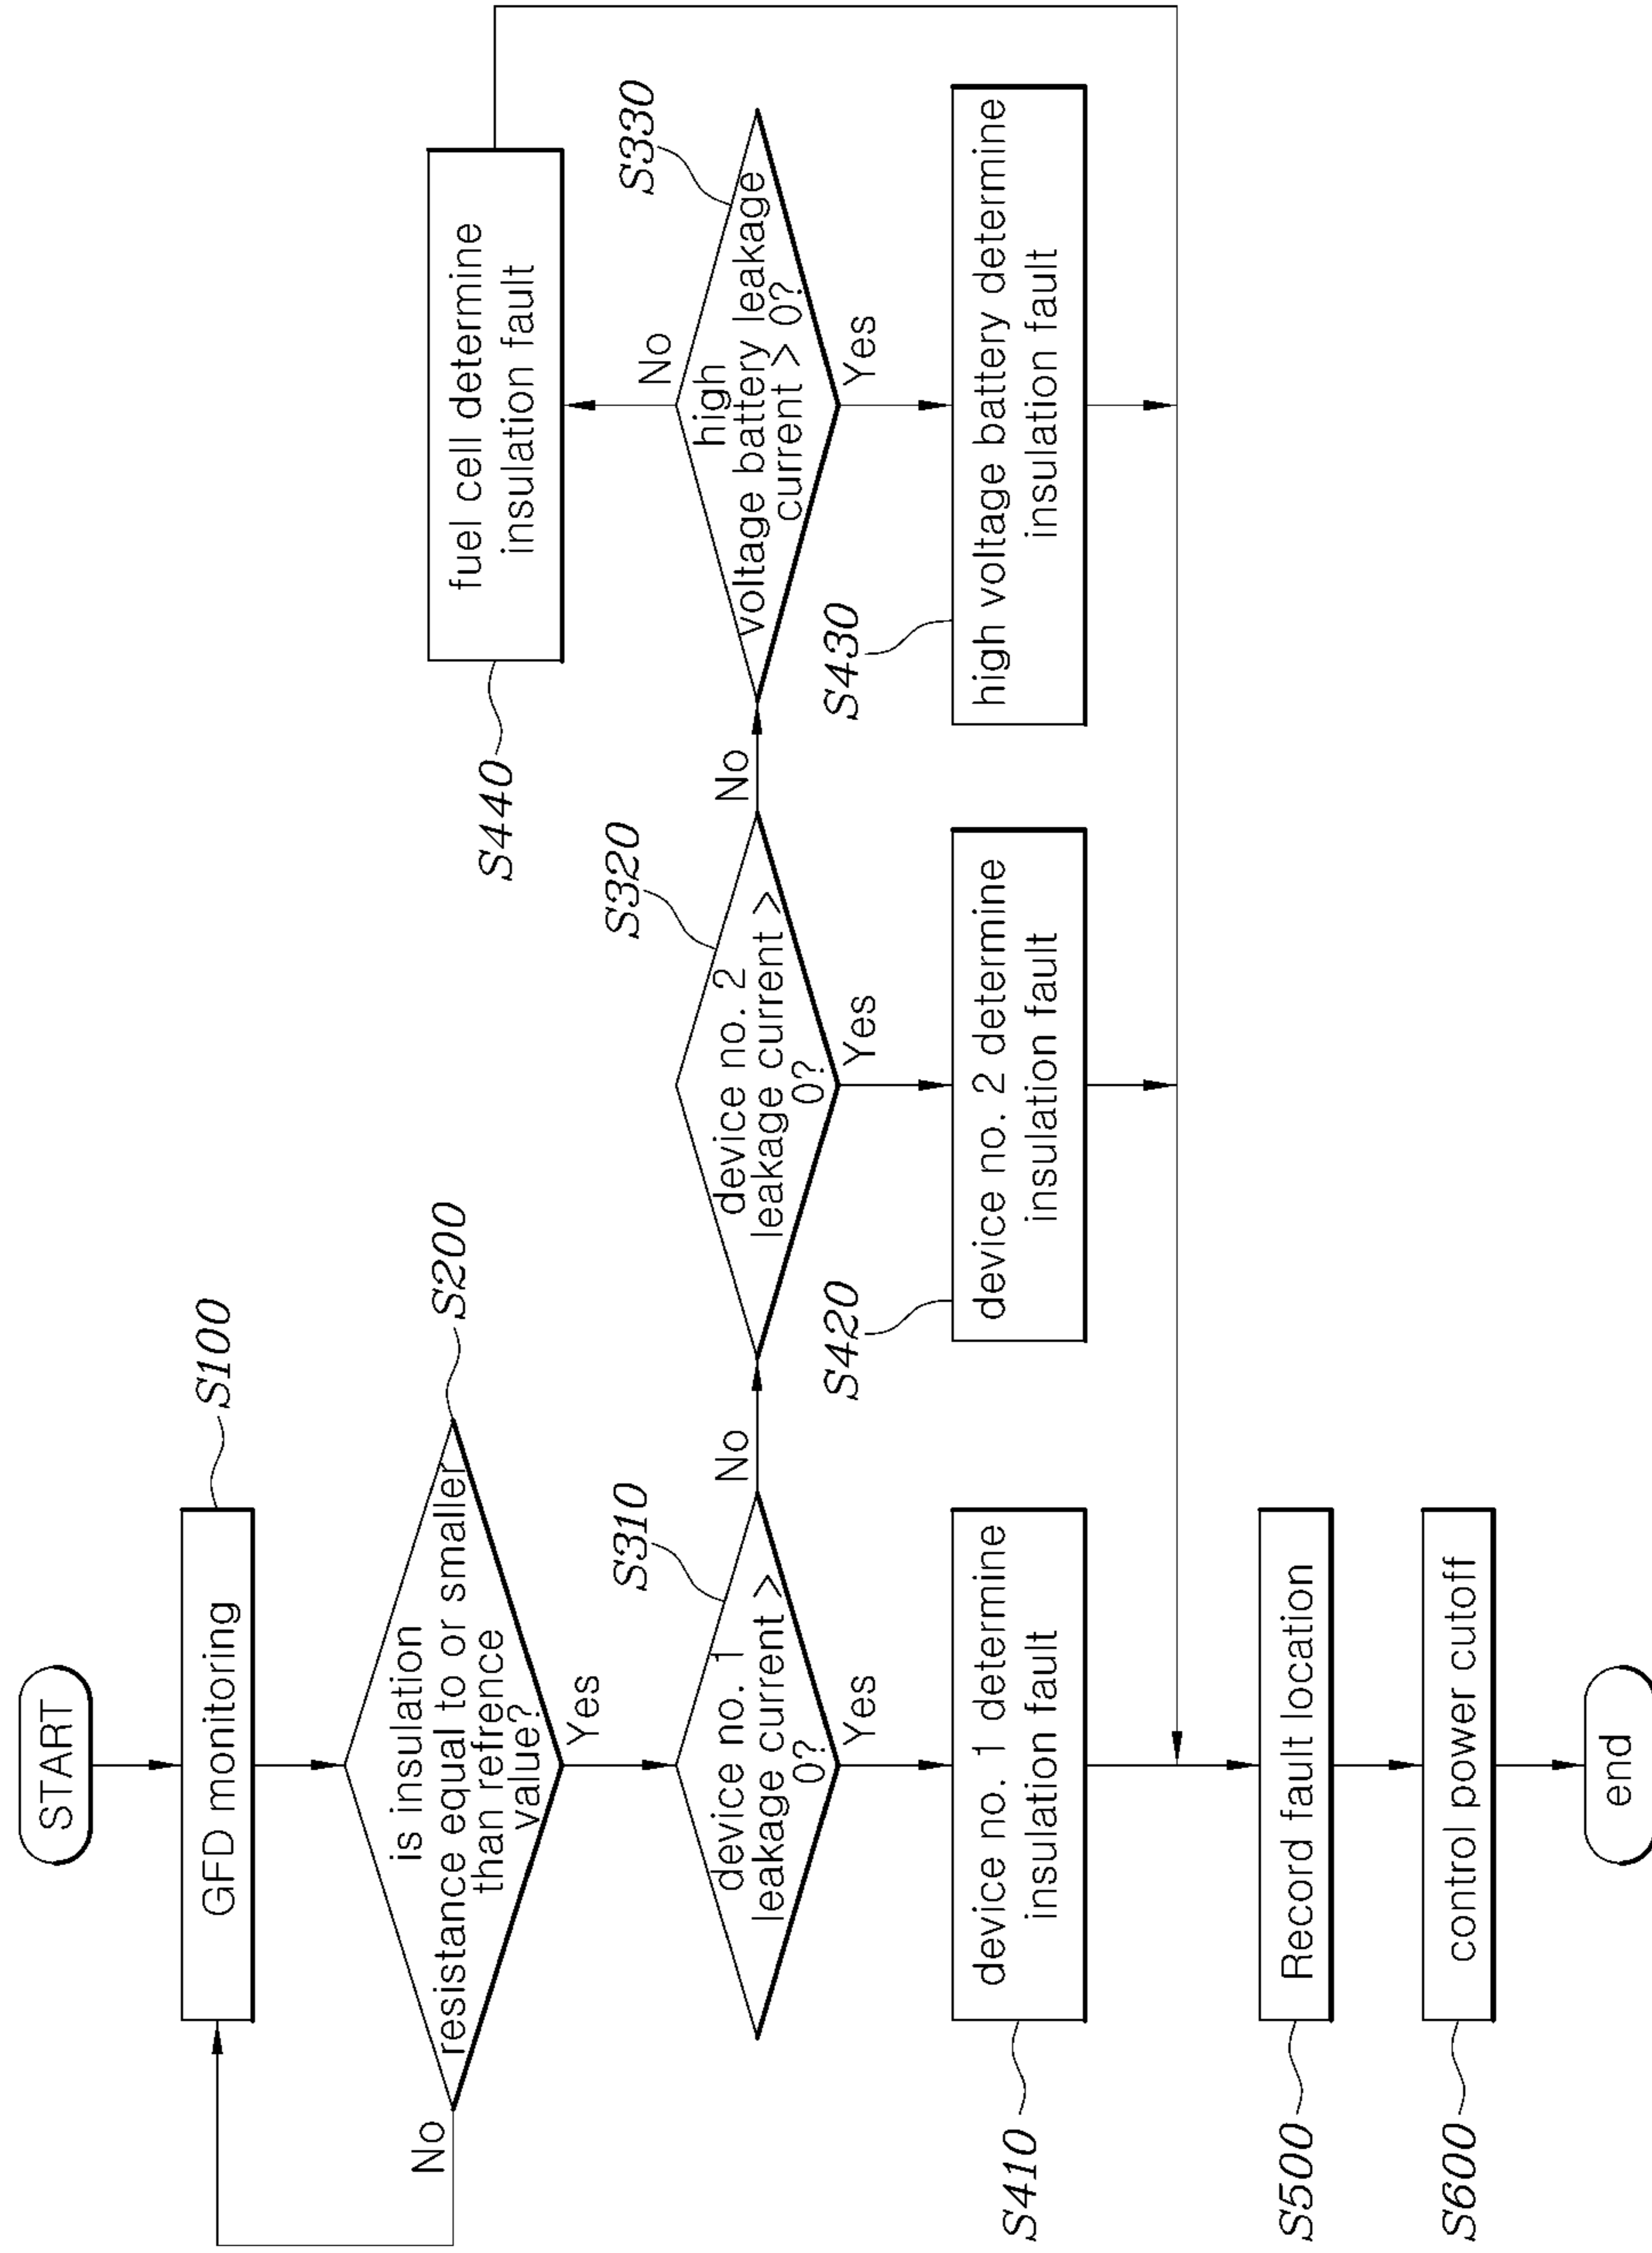 START
GFD monitoring
S100
is insulation
resistance equal to or smaller
than refrence
value?
S200
No
Yes
device no. 1
leakage current >
0?
S310
No
Yes
device no. 2
leakage current >
0?
S320
No
Yes
high
voltage battery leakage
current > 0?
S330
No
Yes
fuel cell determine
insulation fault
S440
device no. 1 determine
insulation fault
S410
device no. 2 determine
insulation fault
S420
high voltage battery determine
insulation fault
S430
Record fault location
S500
control power cutoff
S600
end